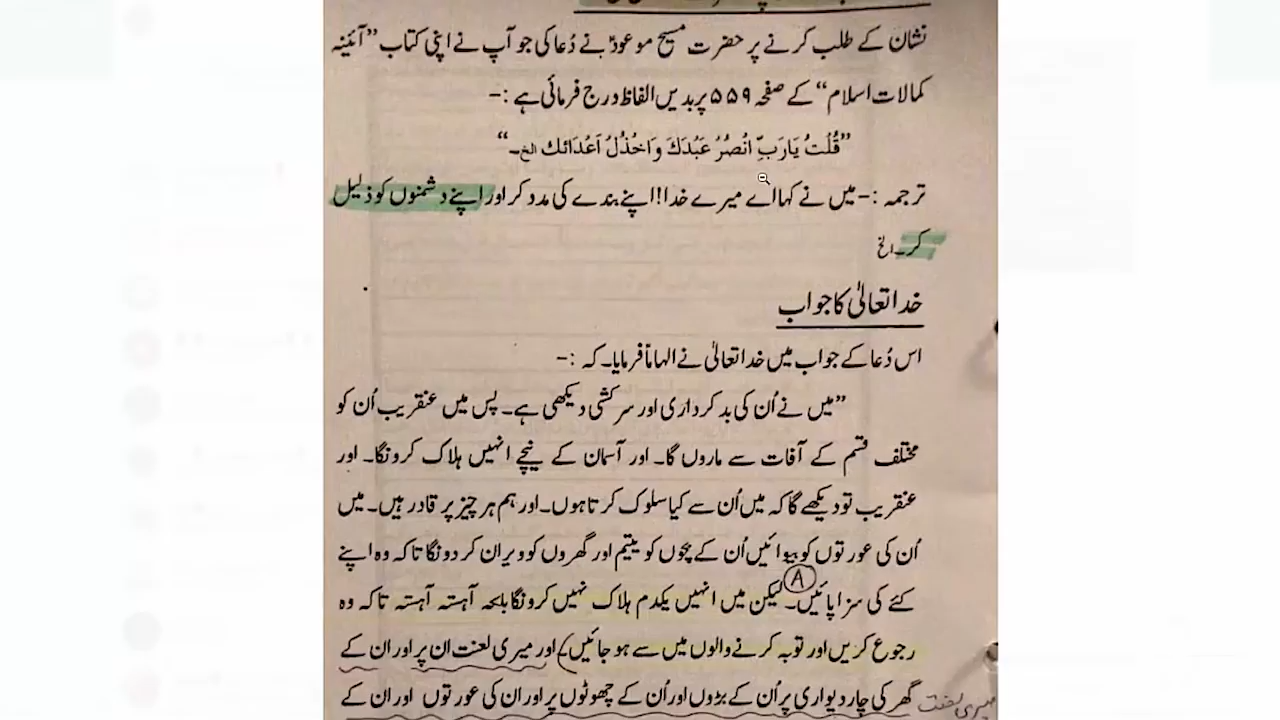 نشان کے طلب کرنے پر حضرت مسیح موعودؑ نے دُعا کی جو آپ نے اپنی کتاب ”آئینہ
کمالات اسلام“ کے صفحہ ۵۵۹ پر بدیں الفاظ درج فرمائی ہے :-
”قُلْتُ يَارَبِّ انْصُرْ عَبْدَكَ وَاخْذُلْ اَعْدَائَك الخ۔“
ترجمہ :- میں نے کہا اے میرے خدا! اپنے بندے کی مدد کر اور اپنے دشمنوں کو ذلیل
کر۔ الخ
خدا تعالیٰ کا جواب
اس دُعا کے جواب میں خدا تعالیٰ نے الہاماً فرمایا۔ کہ :-
”میں نے اُن کی بد کرداری اور سرکشی دیکھی ہے۔ پس میں عنقریب اُن کو
مختلف قسم کے آفات سے ماروں گا۔ اور آسمان کے نیچے انہیں ہلاک کرونگا۔ اور
عنقریب تو دیکھے گا کہ میں اُن سے کیا سلوک کرتا ہوں۔ اور ہم ہر چیز پر قادر ہیں۔ میں
اُن کی عورتوں کو بیوائیں اُن کے بچوں کو یتیم اور گھروں کو ویران کر دونگا تاکہ وہ اپنے
کئے کی سزا پائیں۔ Ⓐ لیکن میں انہیں یکدم ہلاک نہیں کرونگا بلکہ آہستہ آہستہ تاکہ وہ
رجوع کریں اور توبہ کرنے والوں میں سے ہو جائیں) اور میری لعنت ان پر اور ان کے
گھر کی چار دیواری پر اُن کے بڑوں اور اُن کے چھوٹوں پر اور ان کی عورتوں اور ان کے
میری لعنت